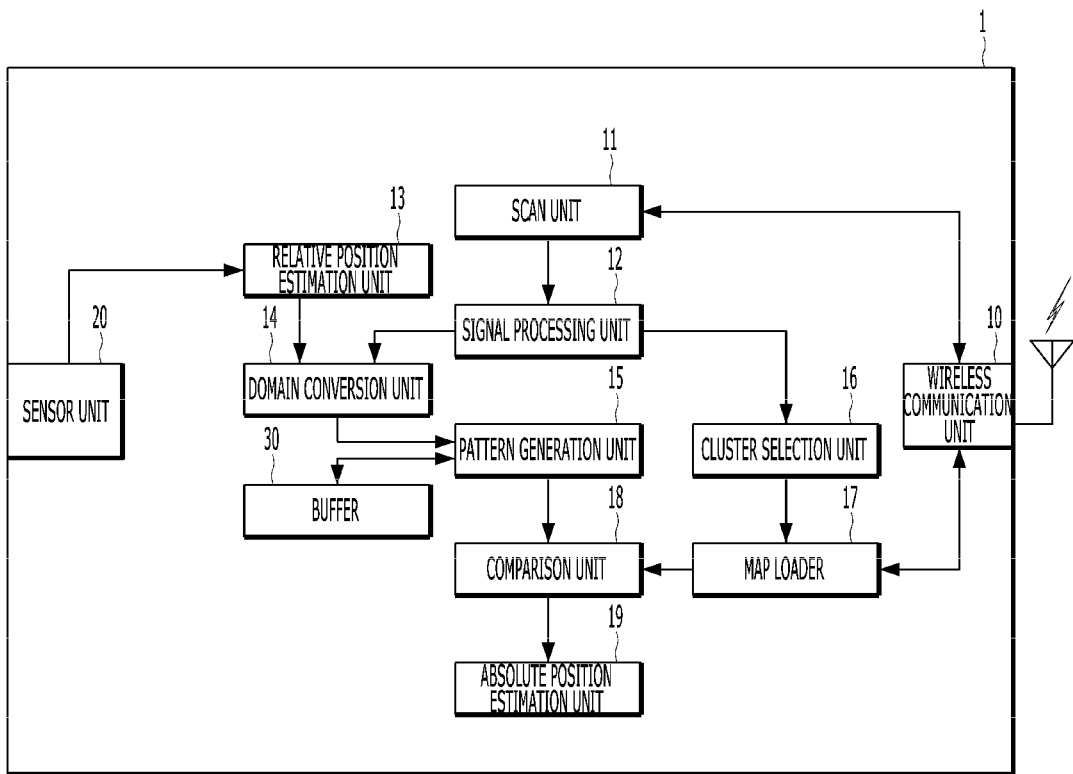 1
11
SCAN UNIT
13
RELATIVE POSITION
ESTIMATION UNIT
12
SIGNAL PROCESSING UNIT
20
SENSOR UNIT
14
DOMAIN CONVERSION UNIT
10
WIRELESS
COMMUNICATION
UNIT
15
PATTERN GENERATION UNIT
16
CLUSTER SELECTION UNIT
30
BUFFER
18
COMPARISON UNIT
17
MAP LOADER
19
ABSOLUTE POSITION
ESTIMATION UNIT